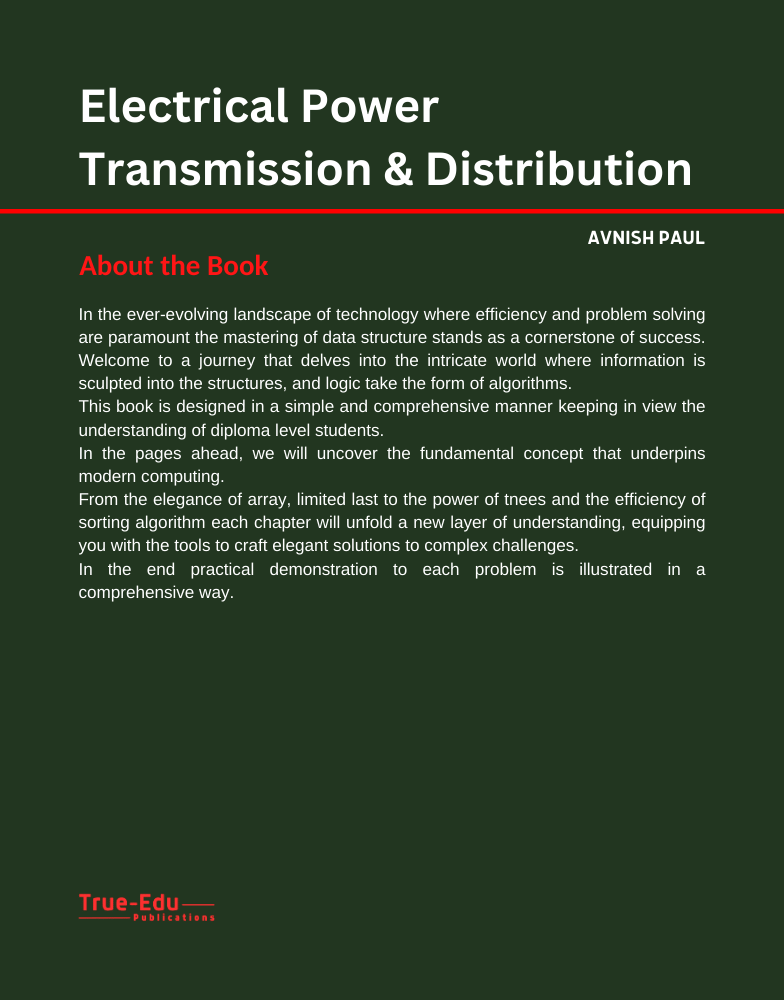 Electrical Power
Transmission & Distribution
AVNISH PAUL
About the Book
In the ever-evolving landscape of technology where efficiency and problem solving
are paramount the mastering of data structure stands as a cornerstone of success.
Welcome to a journey that delves into the intricate world where information is
sculpted into the structures, and logic take the form of algorithms.
This book is designed in a simple and comprehensive manner keeping in view the
understanding of diploma level students.
In the pages ahead, we will uncover the fundamental concept that underpins
modern computing.
From the elegance of array, limited last to the power of tnees and the efficiency of
sorting algorithm each chapter will unfold a new layer of understanding, equipping
you with the tools to craft elegant solutions to complex challenges.
In the end practical demonstration to each problem is illustrated in a
comprehensive way.
True-Edu
Publications